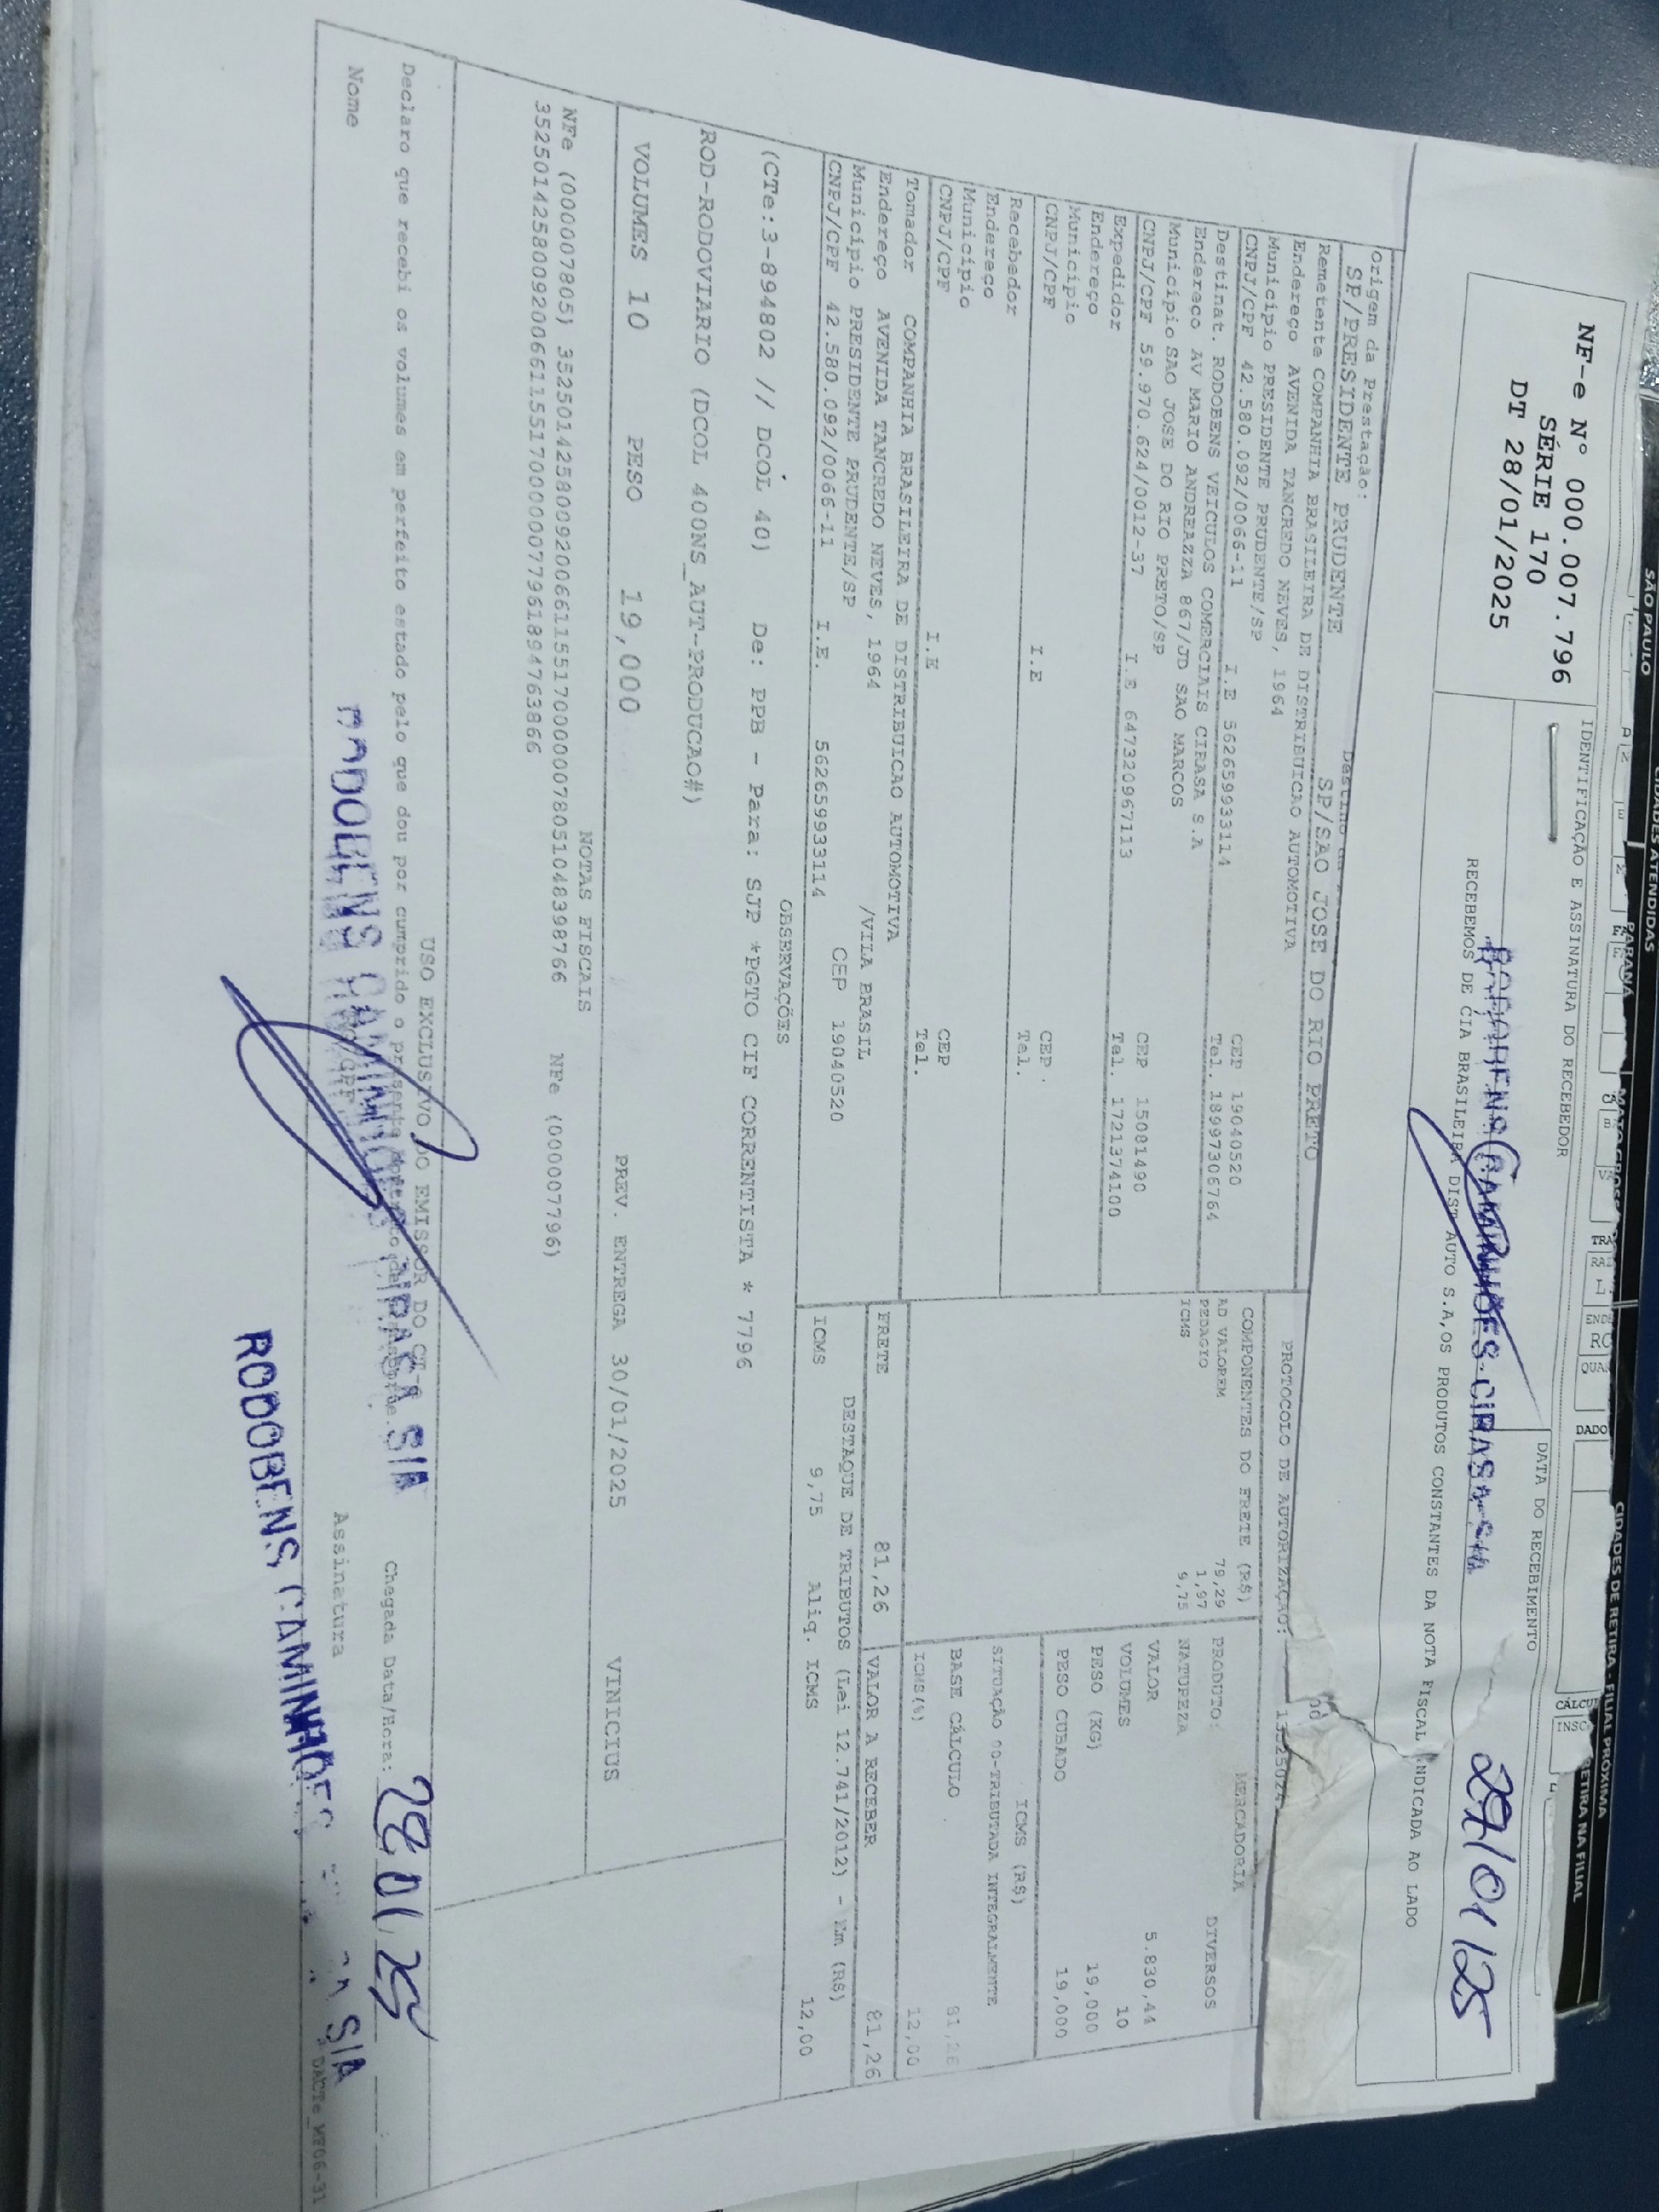 NF-e Nº 000.007.796
SÉRIE 170
DT 28/01/2025
IDENTIFICAÇÃO E ASSINATURA DO RECEBEDOR
DATA DO RECEBIMENTO
29/01/25
RODOBENS CAMINHÕES CIRASA S/A
RECEBEMOS DE CIA BRASILEIRA DIST AUTO S.A, OS PRODUTOS CONSTANTES DA NOTA FISCAL INDICADA AO LADO
SÃO PAULO
CIDADES ATENDIDAS
PARANÁ
CIDADES DE RETIRA - FILIAL PRÓXIMA
RETIRA NA FILIAL
DADO
Origem da Prestação:
SP/PRESIDENTE PRUDENTE
SP/SAO JOSE DO RIO PRETO
PROTOCOLO DE AUTORIZAÇÃO:
Remetente COMPANHIA BRASILEIRA DE DISTRIBUICAO AUTOMOTIVA
Endereço AVENIDA TANCREDO NEVES, 1964
Município PRESIDENTE PRUDENTE/SP CEP 19040520
CNPJ/CPF 42.580.092/0066-11 I.E 562659933114 Tel. 18997306764
Destinat. RODOBENS VEICULOS COMERCIAIS CIRASA S.A
Endereço AV MARIO ANDREAZZA 867/JD SAO MARCOS
Município SAO JOSE DO RIO PRETO/SP CEP 15081490
CNPJ/CPF 59.970.624/0012-37 I.E 647320967113 Tel. 1721374100
Expedidor
Endereço
Município CEP
CNPJ/CPF I.E Tel.
Recebedor
Endereço
Município CEP
CNPJ/CPF I.E Tel.
Tomador COMPANHIA BRASILEIRA DE DISTRIBUICAO AUTOMOTIVA
Endereço AVENIDA TANCREDO NEVES, 1964 /VILA BRASIL
Município PRESIDENTE PRUDENTE/SP CEP 19040520
CNPJ/CPF 42.580.092/0066-11 I.E. 562659933114
COMPONENTES DO FRETE (R$)
AD VALOREM 79,29
PEDAGIO 1,97
ICMS 9,75
MERCADORIA
PRODUTO: DIVERSOS
NATUREZA
VALOR 5.830,44
VOLUMES 10
PESO (KG) 19,000
PESO CUBADO 19,000
ICMS (R$)
SITUAÇÃO 00-TRIBUTADA INTEGRALMENTE
BASE CÁLCULO 81,26
ICMS(%) 12,00
FRETE 81,26 VALOR A RECEBER 81,26
DESTAQUE DE TRIBUTOS (Lei 12.741/2012) - Em (R$)
ICMS 9,75 Aliq. ICMS 12,00
OBSERVAÇÕES
(CTe:3-894802 // DCOL 40) De: PPB - Para: SJP *PGTO CIF CORRENTISTA * 7796
ROD-RODOVIARIO (DCOL 400NS_AUT-PRODUCAO#)
VOLUMES 10 PESO 19,000 PREV. ENTREGA 30/01/2025 VINICIUS
NOTAS FISCAIS
NFe (000007805) 35250142580092006611551700000078051048398766 NFe (000007796)
35250142580092006611551700000077961894763866
USO EXCLUSIVO DO EMISSOR DO CT-e
Declaro que recebi os volumes em perfeito estado pelo que dou por cumprido o presente
Chegada Data/Hora: 28 01 25
Nome
Assinatura
RODOBENS CAMINHÕES CIRASA S/A
RODOBENS CAMINHÕES S/A
DACTe_MF06-31